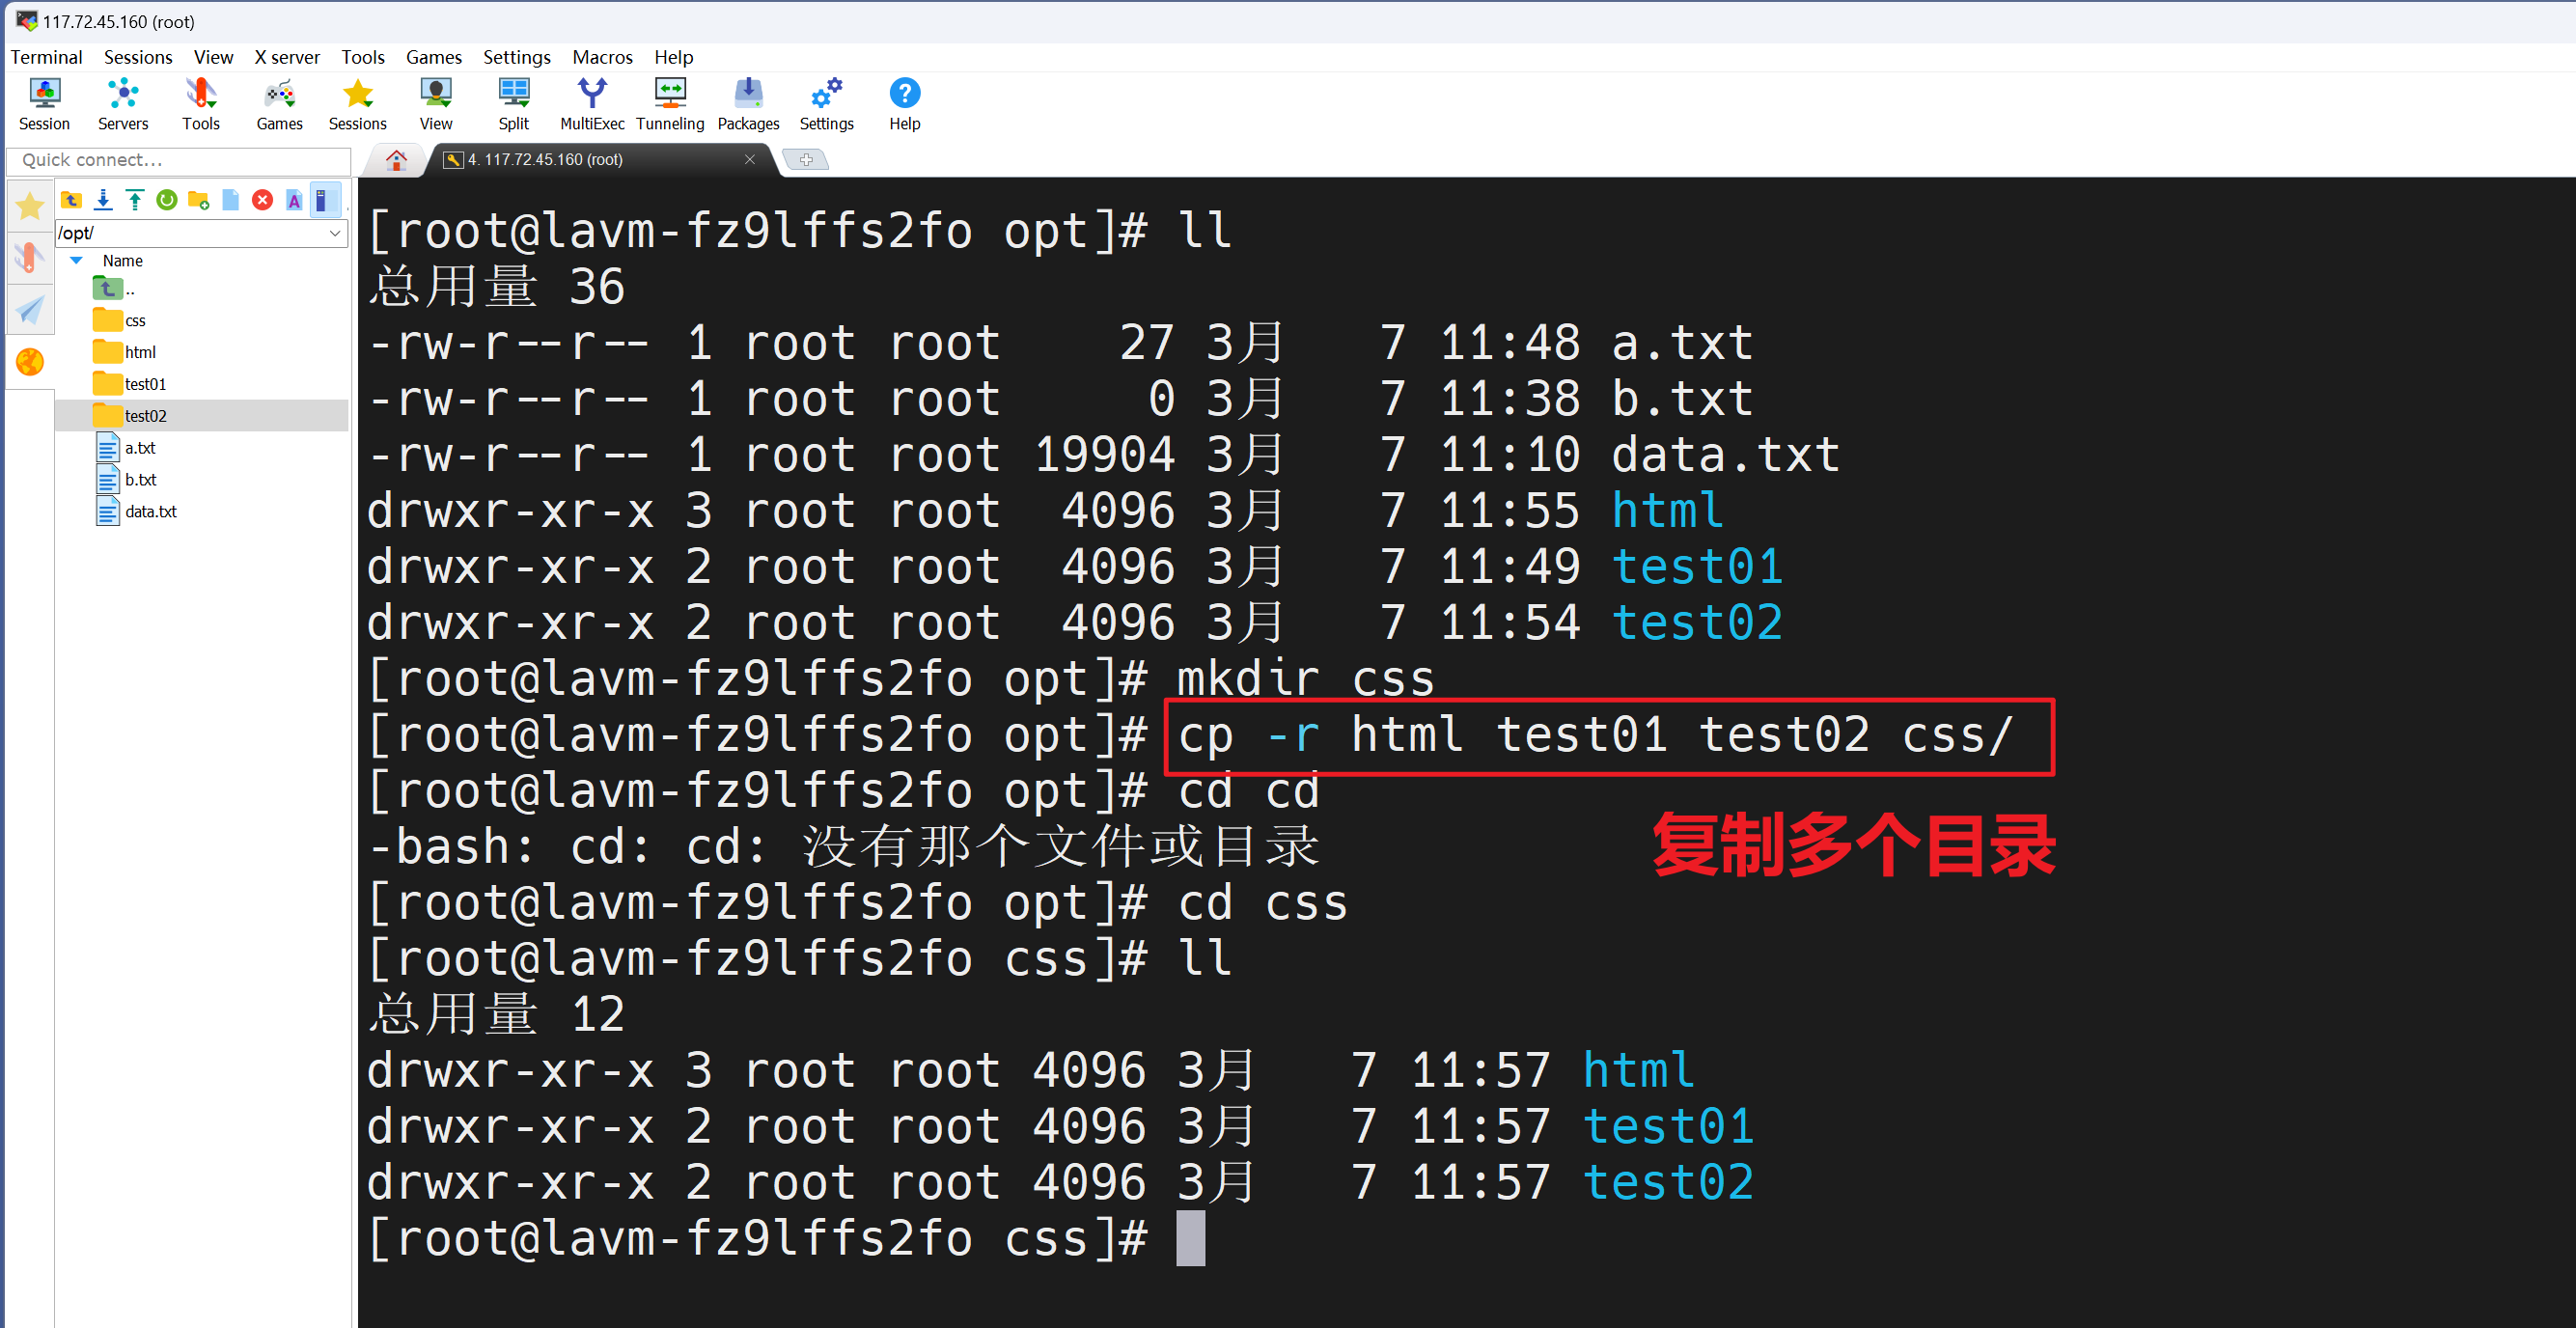 117.72.45.160 (root)
Terminal Sessions View X server Tools Games Settings Macros Help
Session Servers Tools Games Sessions View Split MultiExec Tunneling Packages Settings Help
Quick connect...
4. 117.72.45.160 (root)
/opt/
Name
..
css
html
test01
test02
a.txt
b.txt
data.txt
[root@lavm-fz9lffs2fo opt]# ll
总用量 36
-rw-r--r-- 1 root root    27 3月   7 11:48 a.txt
-rw-r--r-- 1 root root     0 3月   7 11:38 b.txt
-rw-r--r-- 1 root root 19904 3月   7 11:10 data.txt
drwxr-xr-x 3 root root  4096 3月   7 11:55 html
drwxr-xr-x 2 root root  4096 3月   7 11:49 test01
drwxr-xr-x 2 root root  4096 3月   7 11:54 test02
[root@lavm-fz9lffs2fo opt]# mkdir css
[root@lavm-fz9lffs2fo opt]# cp -r html test01 test02 css/
[root@lavm-fz9lffs2fo opt]# cd cd
-bash: cd: cd: 没有那个文件或目录
复制多个目录
[root@lavm-fz9lffs2fo opt]# cd css
[root@lavm-fz9lffs2fo css]# ll
总用量 12
drwxr-xr-x 3 root root 4096 3月   7 11:57 html
drwxr-xr-x 2 root root 4096 3月   7 11:57 test01
drwxr-xr-x 2 root root 4096 3月   7 11:57 test02
[root@lavm-fz9lffs2fo css]#